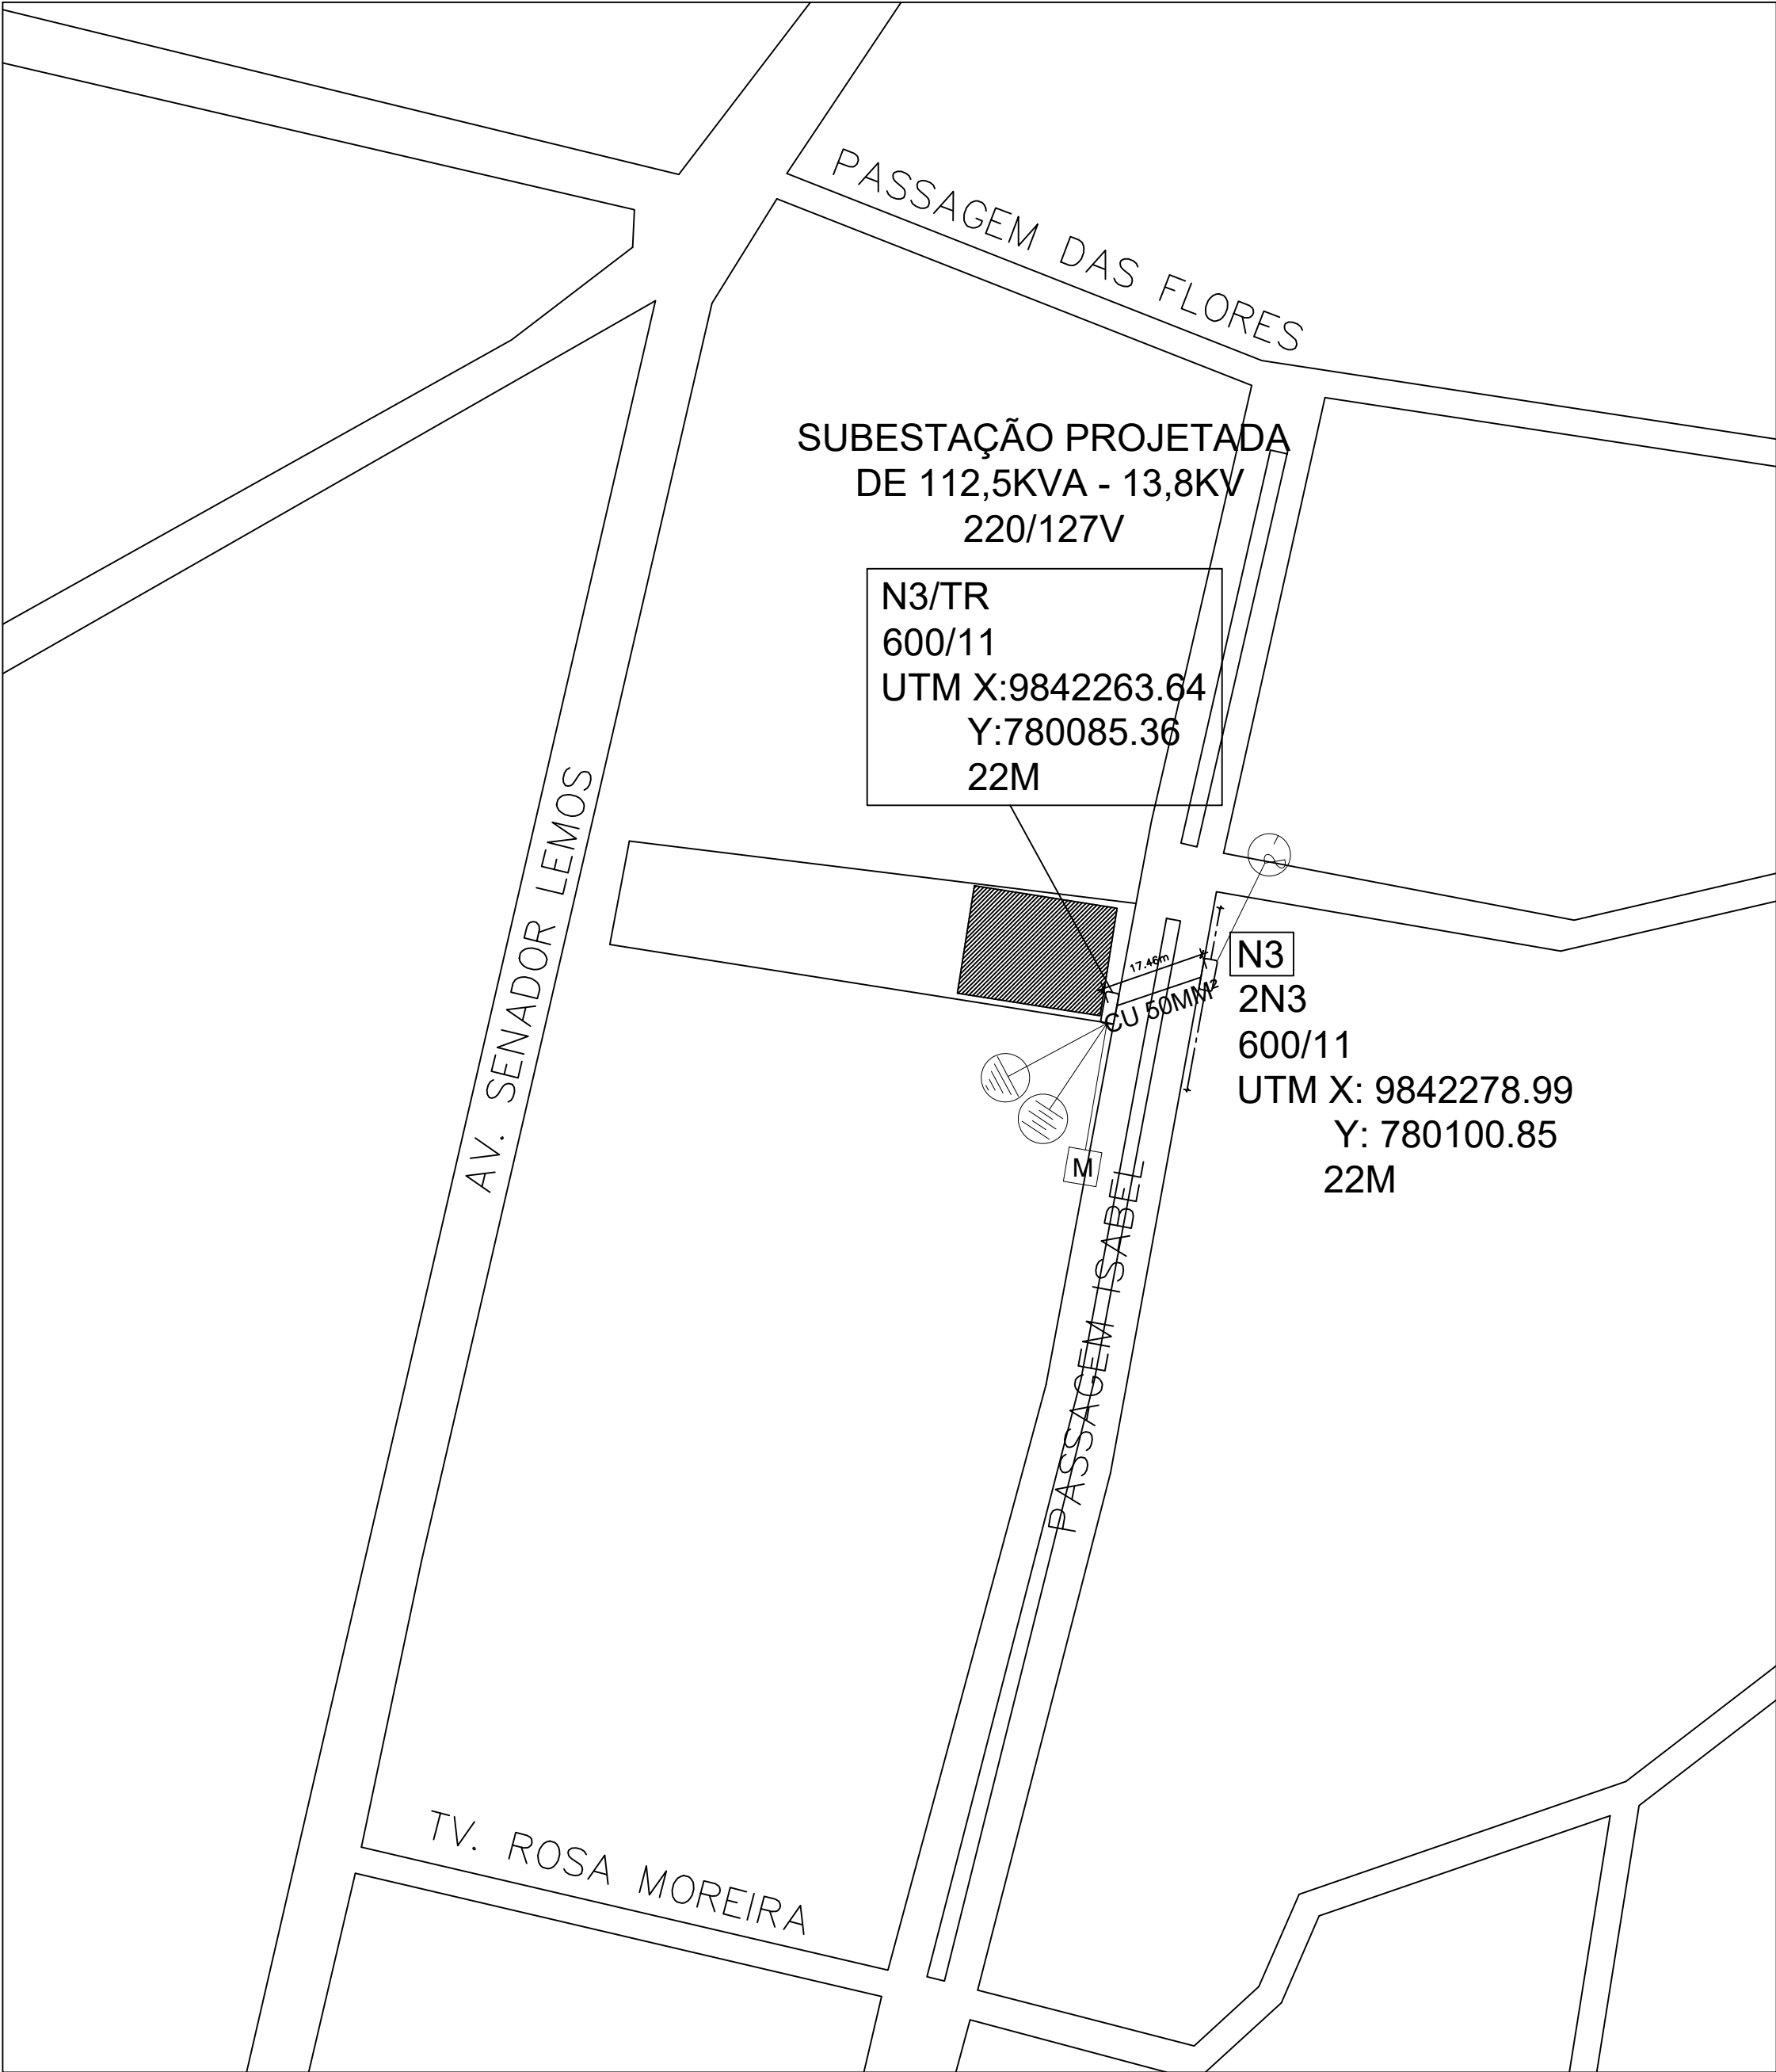 PASSAGEM DAS FLORES
SUBESTAÇÃO PROJETADA
DE 112,5KVA - 13,8KV
220/127V
N3/TR
600/11
UTM X:9842263.64
Y:780085.36
22M
AV. SENADOR LEMOS
17.46m
CU 50MM²
N3
2N3
600/11
UTM X: 9842278.99
Y: 780100.85
22M
M
PASSAGEM ISABEL
TV. ROSA MOREIRA